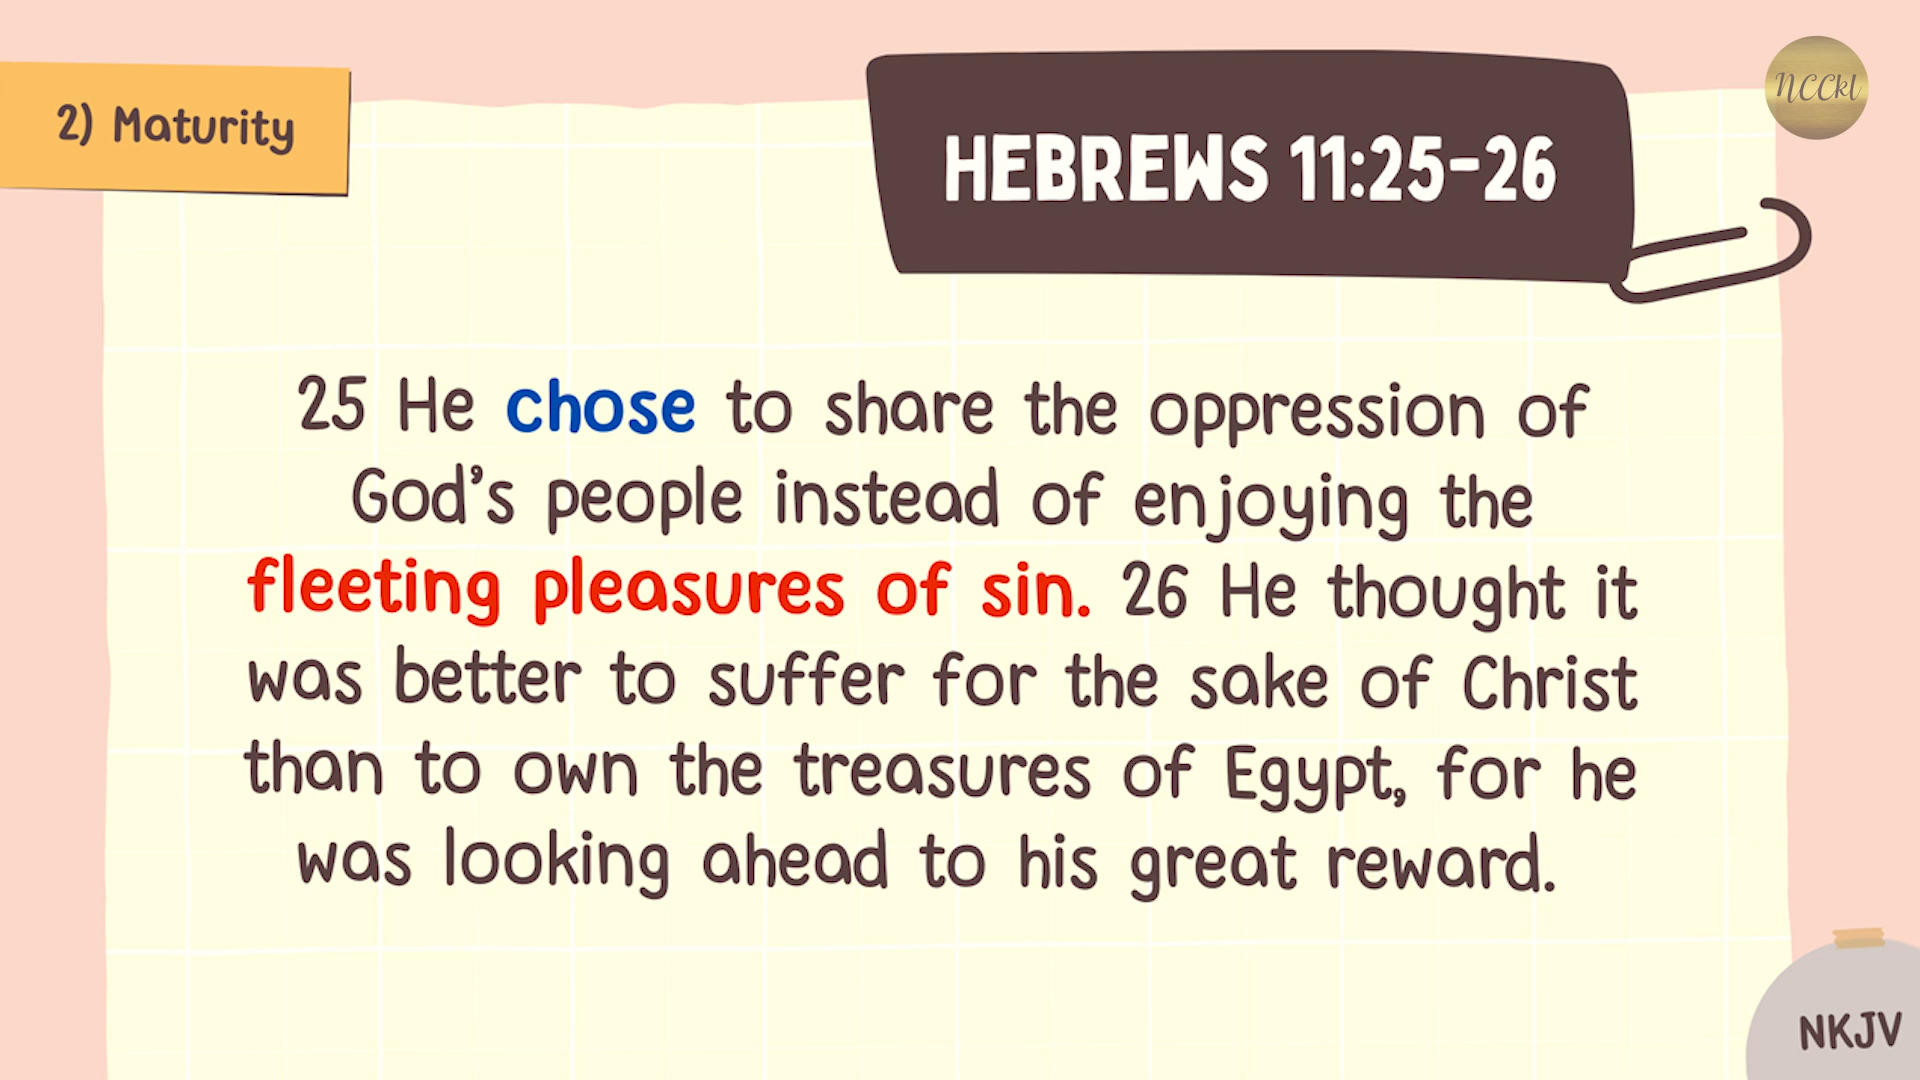 2) Maturity
HEBREWS 11:25-26
NCCkl
25 He chose to share the oppression of
God's people instead of enjoying the
fleeting pleasures of sin. 26 He thought it
was better to suffer for the sake of Christ
than to own the treasures of Egypt, for he
was looking ahead to his great reward.
NKJV